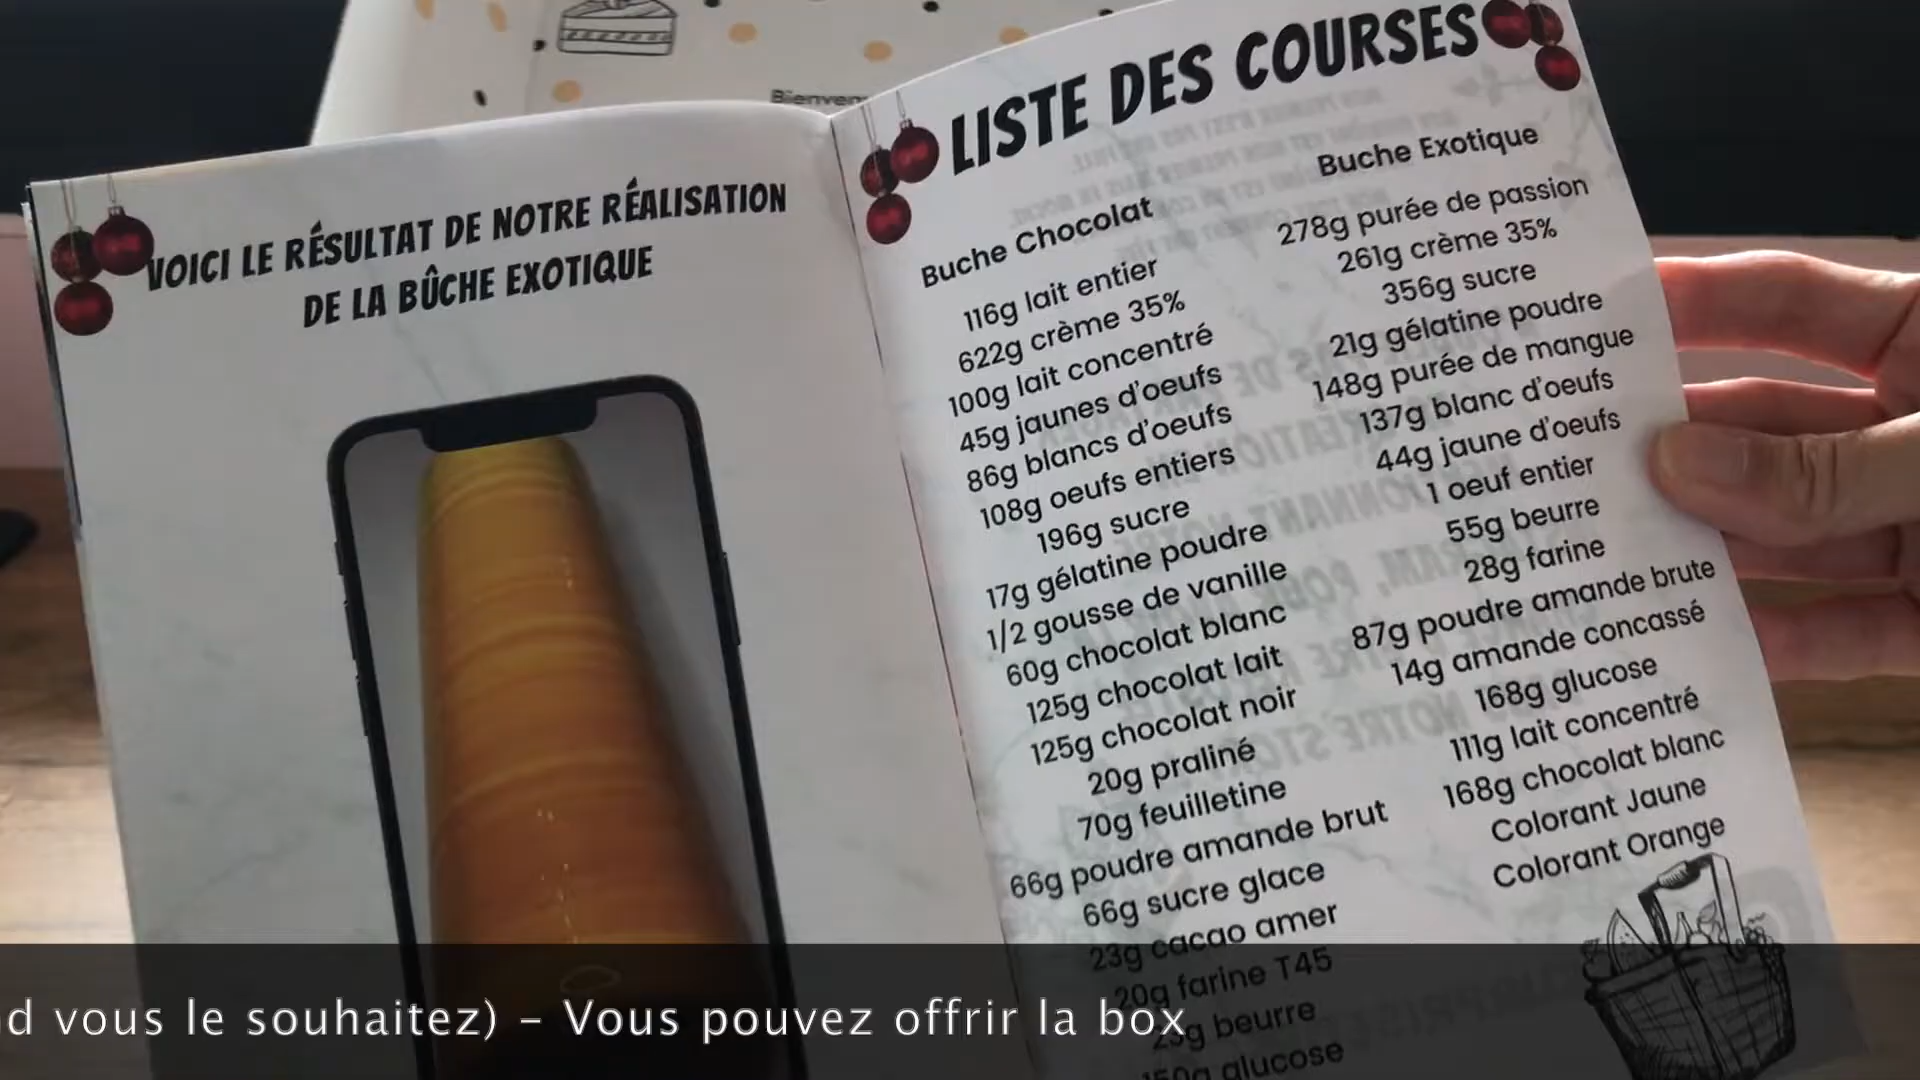 VOICI LE RÉSULTAT DE NOTRE RÉALISATION
DE LA BÛCHE EXOTIQUE
LISTE DES COURSES
Buche Chocolat
116g lait entier
622g crème 35%
100g lait concentré
45g jaunes d'oeufs
86g blancs d'oeufs
108g oeufs entiers
196g sucre
17g gélatine poudre
1/2 gousse de vanille
60g chocolat blanc
125g chocolat lait
125g chocolat noir
20g praliné
70g feuilletine
66g poudre amande brut
66g sucre glace
23g cacao amer
20g farine T45
beurre
150g glucose
Buche Exotique
278g purée de passion
261g crème 35%
356g sucre
21g gélatine poudre
148g purée de mangue
137g blanc d'oeufs
44g jaune d'oeufs
1 oeuf entier
55g beurre
28g farine
87g poudre amande brute
14g amande concassé
168g glucose
111g lait concentré
168g chocolat blanc
Colorant Jaune
Colorant Orange
d vous le souhaitez) – Vous pouvez offrir la box